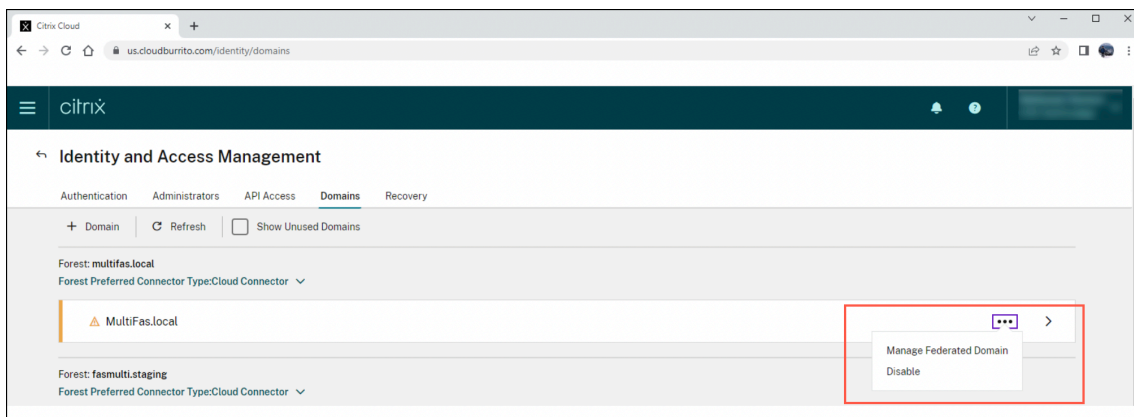 Citrix Cloud
us.cloudburrito.com/identity/domains
citrix
Identity and Access Management
Authentication Administrators API Access Domains Recovery
+ Domain Refresh Show Unused Domains
Forest: multifas.local
Forest Preferred Connector Type:Cloud Connector
MultiFas.local
Manage Federated Domain
Disable
Forest: fasmulti.staging
Forest Preferred Connector Type:Cloud Connector